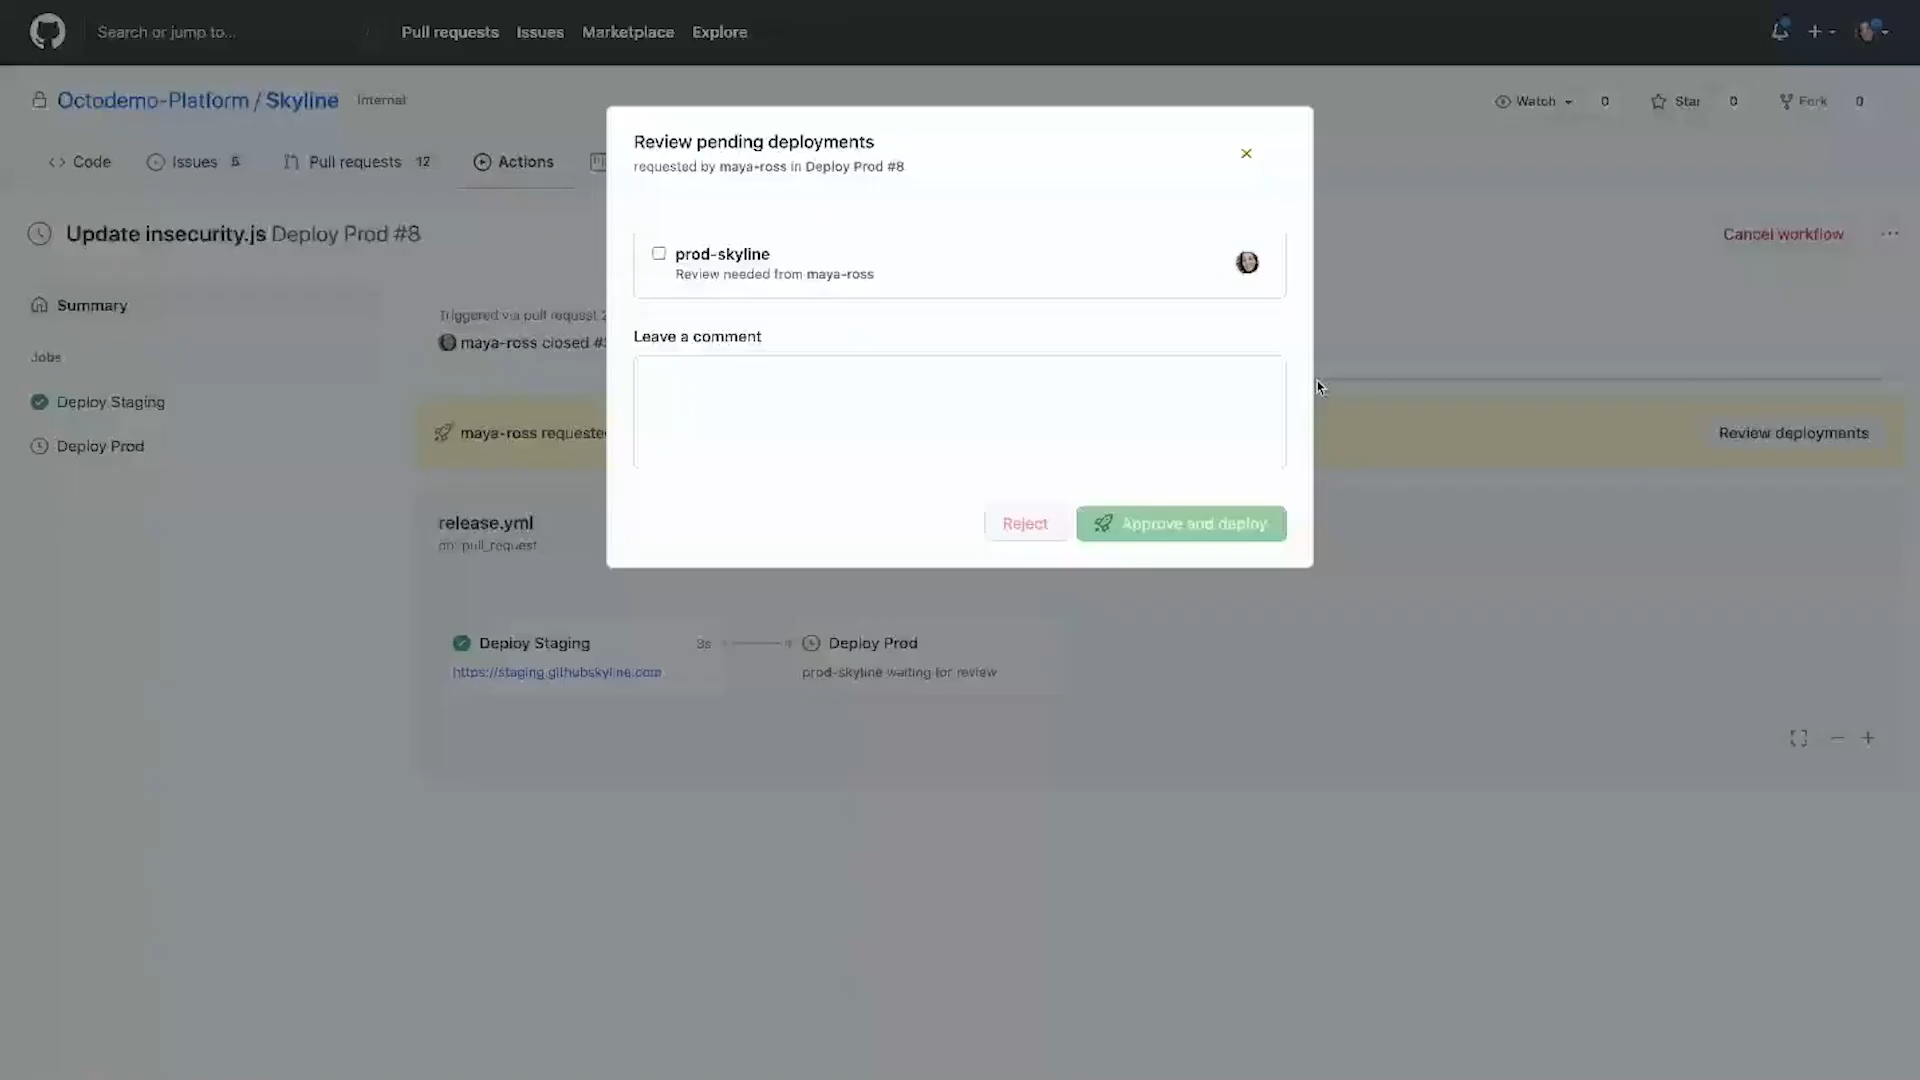 Search or jump to...
Pull requests Issues Marketplace Explore
Octodemo-Platform / Skyline Internal
Watch 0 Star 0 Fork 0
Code Issues 5 Pull requests 12 Actions
Update insecurity.js Deploy Prod #8
Cancel workflow ...
Summary
Jobs
Deploy Staging
Deploy Prod
Triggered via pull request
maya-ross closed
maya-ross requested
Review deployments
Review pending deployments
requested by maya-ross in Deploy Prod #8
prod-skyline
Review needed from maya-ross
Leave a comment
Reject Approve and deploy
release.yml
on: pull_request
Deploy Staging 3s Deploy Prod
https://staging.githubskyline.com prod-skyline waiting for review